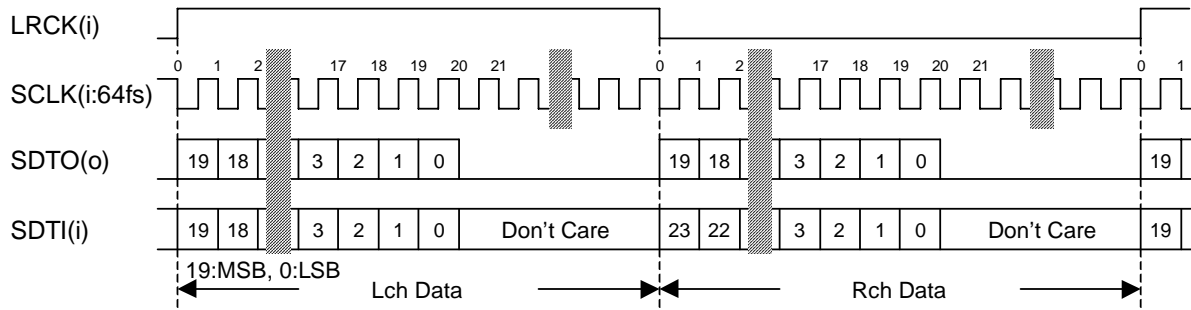 LRCK(i)
0 1 2 17 18 19 20 21 0 1 2 17 18 19 20 21 0 1
SCLK(i:64fs)
SDTO(o) 19 18 3 2 1 0 19 18 3 2 1 0 19
SDTI(i) 19 18 3 2 1 0 Don't Care 23 22 3 2 1 0 Don't Care 19
19:MSB, 0:LSB
Lch Data Rch Data